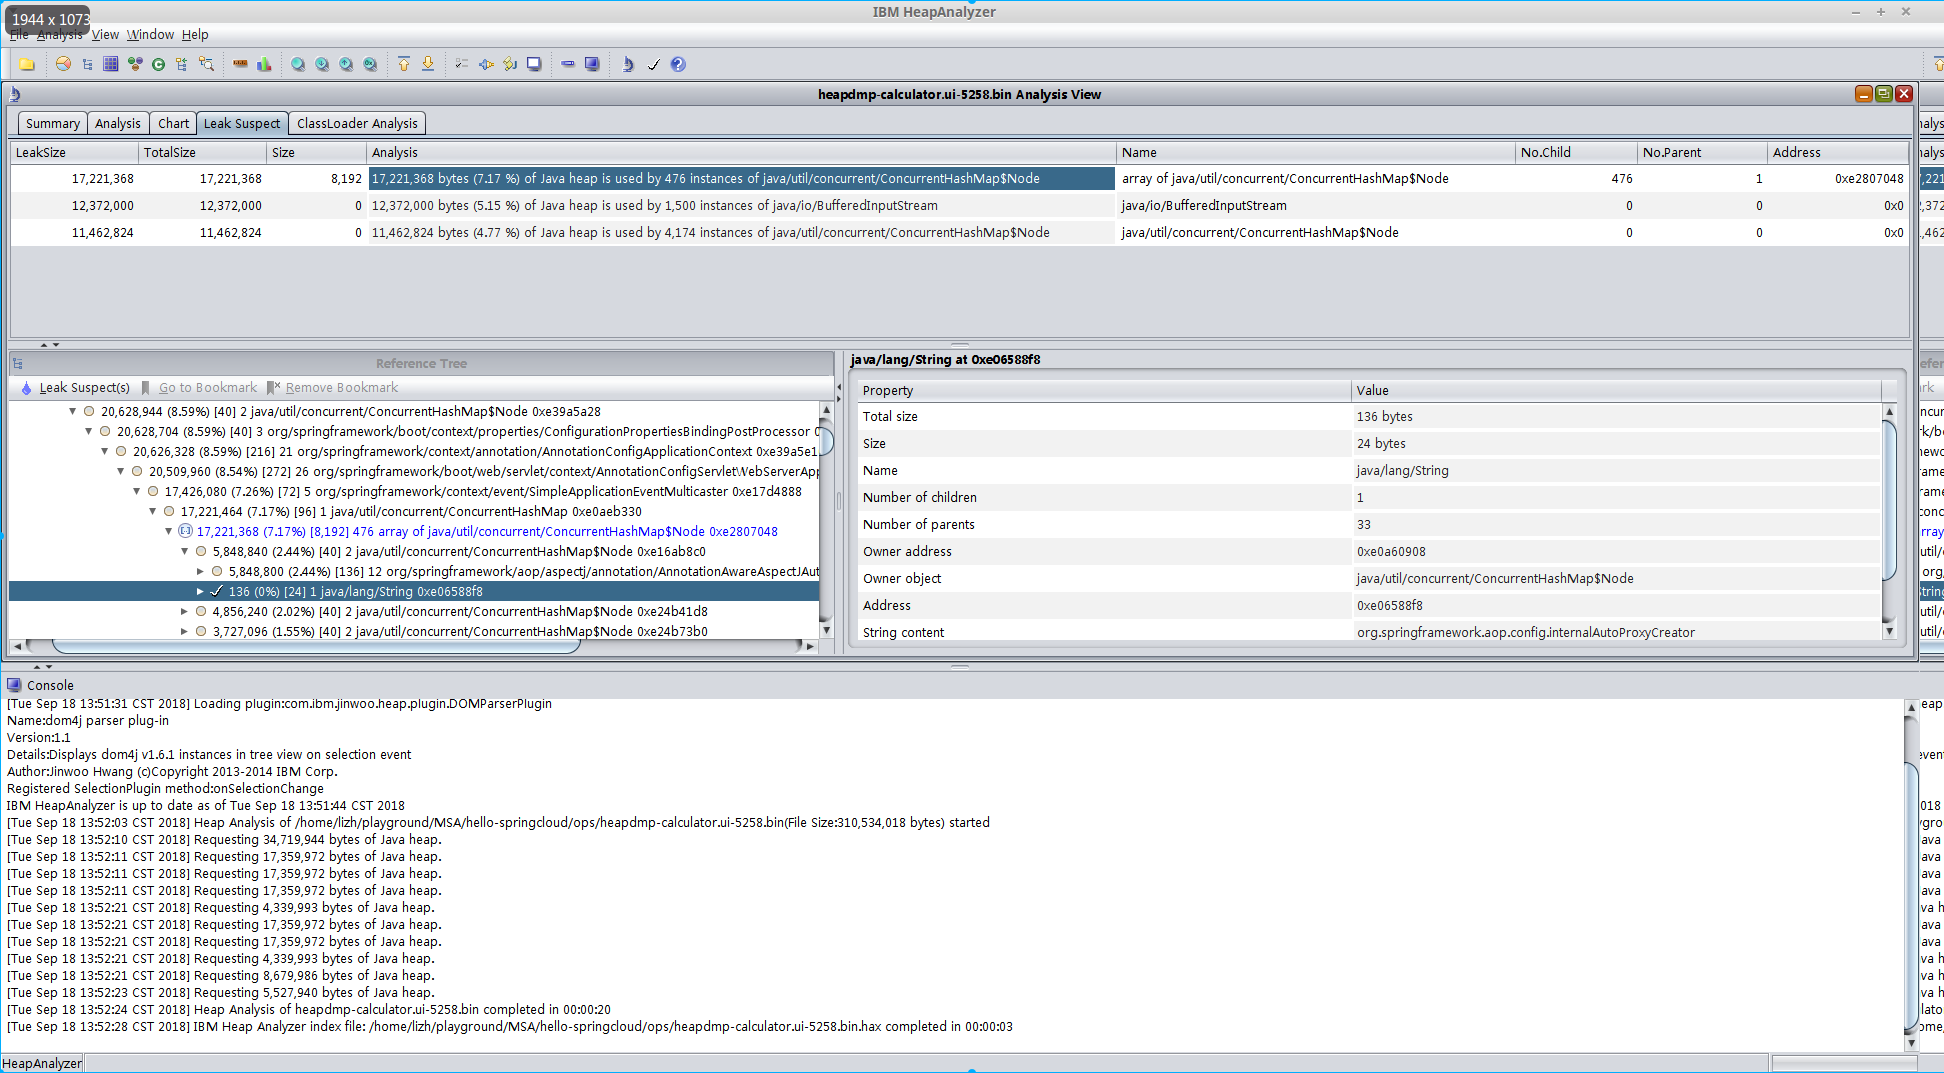 1944 x 1073
IBM HeapAnalyzer
File Analysis View Window Help
heapdmp-calculator.ui-5258.bin Analysis View
Summary Analysis Chart Leak Suspect ClassLoader Analysis
LeakSize TotalSize Size Analysis Name No.Child No.Parent Address
17,221,368 17,221,368 8,192 17,221,368 bytes (7.17 %) of Java heap is used by 476 instances of java/util/concurrent/ConcurrentHashMap$Node array of java/util/concurrent/ConcurrentHashMap$Node 476 1 0xe2807048
12,372,000 12,372,000 0 12,372,000 bytes (5.15 %) of Java heap is used by 1,500 instances of java/io/BufferedInputStream java/io/BufferedInputStream 0 0 0x0
11,462,824 11,462,824 0 11,462,824 bytes (4.77 %) of Java heap is used by 4,174 instances of java/util/concurrent/ConcurrentHashMap$Node java/util/concurrent/ConcurrentHashMap$Node 0 0 0x0
Reference Tree
Leak Suspect(s) Go to Bookmark Remove Bookmark
20,628,944 (8.59%) [40] 2 java/util/concurrent/ConcurrentHashMap$Node 0xe39a5a28
20,628,704 (8.59%) [40] 3 org/springframework/boot/context/properties/ConfigurationPropertiesBindingPostProcessor 0
20,626,328 (8.59%) [216] 21 org/springframework/context/annotation/AnnotationConfigApplicationContext 0xe39a5e1
20,509,960 (8.54%) [272] 26 org/springframework/boot/web/servlet/context/AnnotationConfigServletWebServerApp
17,426,080 (7.26%) [72] 5 org/springframework/context/event/SimpleApplicationEventMulticaster 0xe17d4888
17,221,464 (7.17%) [96] 1 java/util/concurrent/ConcurrentHashMap 0xe0aeb330
17,221,368 (7.17%) [8,192] 476 array of java/util/concurrent/ConcurrentHashMap$Node 0xe2807048
5,848,840 (2.44%) [40] 2 java/util/concurrent/ConcurrentHashMap$Node 0xe16ab8c0
5,848,800 (2.44%) [136] 12 org/springframework/aop/aspectj/annotation/AnnotationAwareAspectJAut
136 (0%) [24] 1 java/lang/String 0xe06588f8
4,856,240 (2.02%) [40] 2 java/util/concurrent/ConcurrentHashMap$Node 0xe24b41d8
3,727,096 (1.55%) [40] 2 java/util/concurrent/ConcurrentHashMap$Node 0xe24b73b0
java/lang/String at 0xe06588f8
Property Value
Total size 136 bytes
Size 24 bytes
Name java/lang/String
Number of children 1
Number of parents 33
Owner address 0xe0a60908
Owner object java/util/concurrent/ConcurrentHashMap$Node
Address 0xe06588f8
String content org.springframework.aop.config.internalAutoProxyCreator
Console
[Tue Sep 18 13:51:31 CST 2018] Loading plugin:com.ibm.jinwoo.heap.plugin.DOMParserPlugin
Name:dom4j parser plug-in
Version:1.1
Details:Displays dom4j v1.6.1 instances in tree view on selection event
Author:Jinwoo Hwang (c)Copyright 2013-2014 IBM Corp.
Registered SelectionPlugin method:onSelectionChange
IBM HeapAnalyzer is up to date as of Tue Sep 18 13:51:44 CST 2018
[Tue Sep 18 13:52:03 CST 2018] Heap Analysis of /home/lizh/playground/MSA/hello-springcloud/ops/heapdmp-calculator.ui-5258.bin(File Size:310,534,018 bytes) started
[Tue Sep 18 13:52:10 CST 2018] Requesting 34,719,944 bytes of Java heap.
[Tue Sep 18 13:52:11 CST 2018] Requesting 17,359,972 bytes of Java heap.
[Tue Sep 18 13:52:11 CST 2018] Requesting 17,359,972 bytes of Java heap.
[Tue Sep 18 13:52:11 CST 2018] Requesting 17,359,972 bytes of Java heap.
[Tue Sep 18 13:52:21 CST 2018] Requesting 4,339,993 bytes of Java heap.
[Tue Sep 18 13:52:21 CST 2018] Requesting 17,359,972 bytes of Java heap.
[Tue Sep 18 13:52:21 CST 2018] Requesting 17,359,972 bytes of Java heap.
[Tue Sep 18 13:52:21 CST 2018] Requesting 4,339,993 bytes of Java heap.
[Tue Sep 18 13:52:21 CST 2018] Requesting 8,679,986 bytes of Java heap.
[Tue Sep 18 13:52:23 CST 2018] Requesting 5,527,940 bytes of Java heap.
[Tue Sep 18 13:52:24 CST 2018] Heap Analysis of heapdmp-calculator.ui-5258.bin completed in 00:00:20
[Tue Sep 18 13:52:28 CST 2018] IBM Heap Analyzer index file: /home/lizh/playground/MSA/hello-springcloud/ops/heapdmp-calculator.ui-5258.bin.hax completed in 00:00:03
HeapAnalyzer